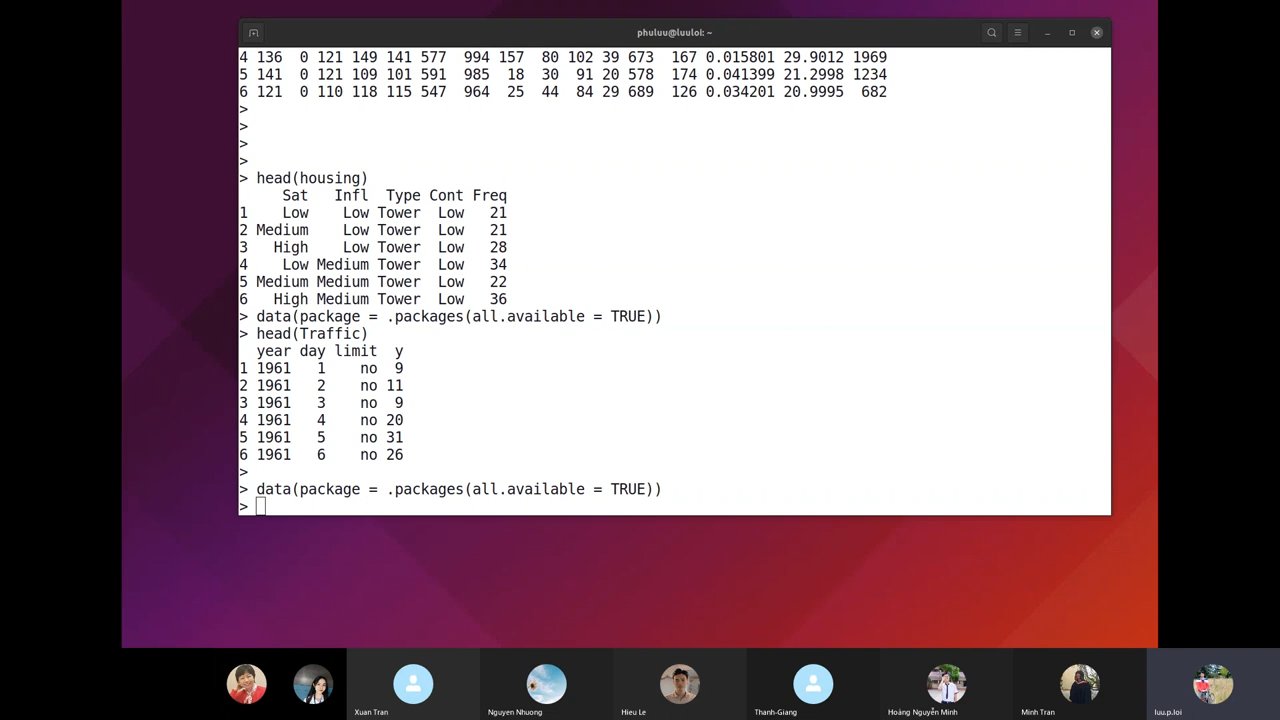 phuluu@luuloi: ~
4 136  0 121 149 141 577  994 157  80 102 39 673  167 0.015801 29.9012 1969
5 141  0 121 109 101 591  985  18  30  91 20 578  174 0.041399 21.2998 1234
6 121  0 110 118 115 547  964  25  44  84 29 689  126 0.034201 20.9995  682
>
>
>
>
> head(housing)
Sat   Infl  Type Cont Freq
1    Low    Low Tower  Low   21
2 Medium    Low Tower  Low   21
3   High    Low Tower  Low   28
4    Low Medium Tower  Low   34
5 Medium Medium Tower  Low   22
6   High Medium Tower  Low   36
> data(package = .packages(all.available = TRUE))
> head(Traffic)
year day limit  y
1 1961   1    no  9
2 1961   2    no 11
3 1961   3    no  9
4 1961   4    no 20
5 1961   5    no 31
6 1961   6    no 26
>
> data(package = .packages(all.available = TRUE))
>
Xuan Tran
Nguyen Nhuong
Hieu Le
Thanh-Giang
Hoàng Nguyễn Minh
Minh Tran
luu.p.loi